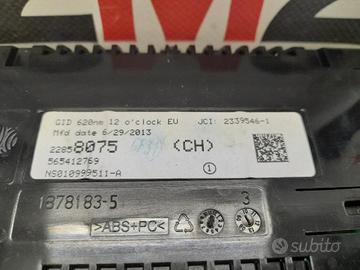 GID 620nm 12 o'clock EU JCI: 2339546-1
Mfd date 6/29/2013
22858075 (CH)
565412769
NS010999511-A
1
1878183-5
3
>ABS+PC<
subito